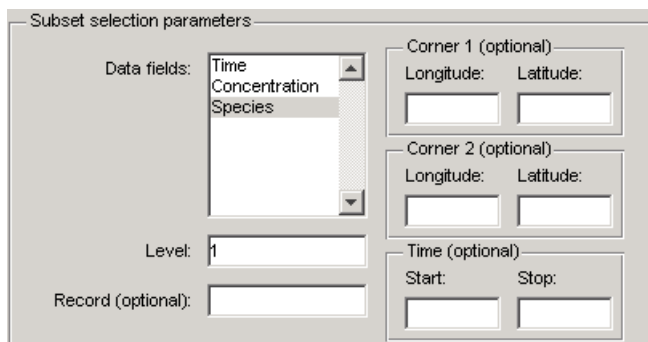 Subset selection parameters
Data fields:
Time
Concentration
Species
Level:
1
Record (optional):
Corner 1 (optional)
Longitude: Latitude:
Corner 2 (optional)
Longitude: Latitude:
Time (optional)
Start: Stop: